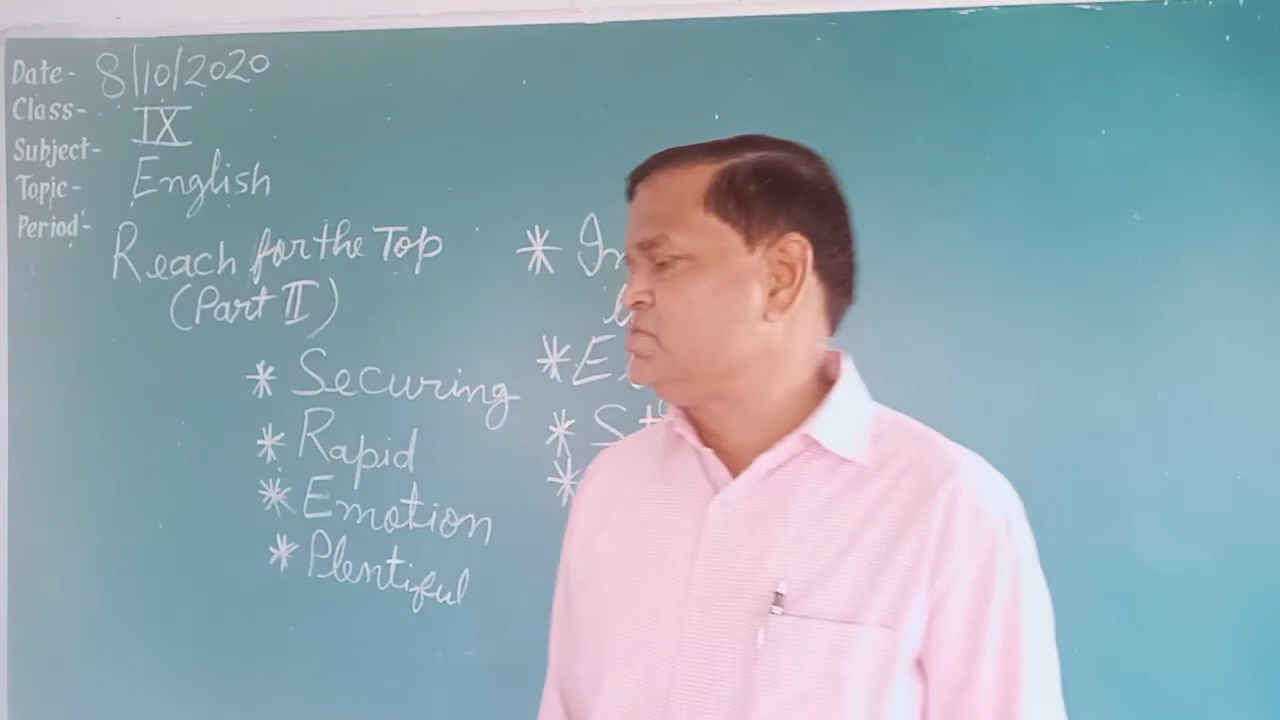 Date- 8/10/2020
Class- IX
Subject- English
Topic-
Period-
Reach for the Top
(Part II)
* Securing
* Rapid
* Emotion
* Plentiful